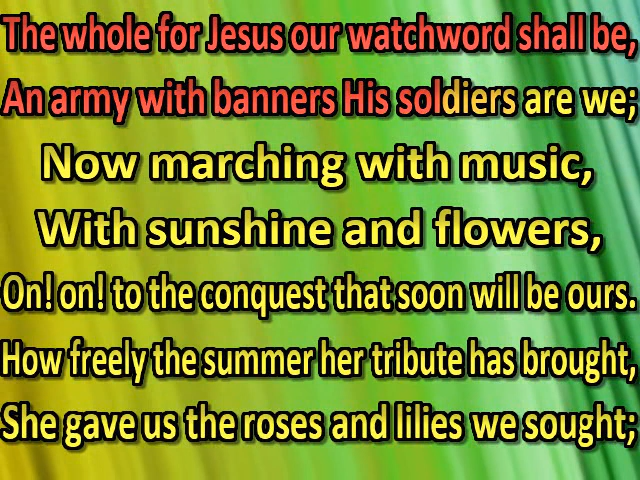 The whole for Jesus our watchword shall be,
An army with banners His soldiers are we;
Now marching with music,
With sunshine and flowers,
On! on! to the conquest that soon will be ours.
How freely the summer her tribute has brought,
She gave us the roses and lilies we sought;